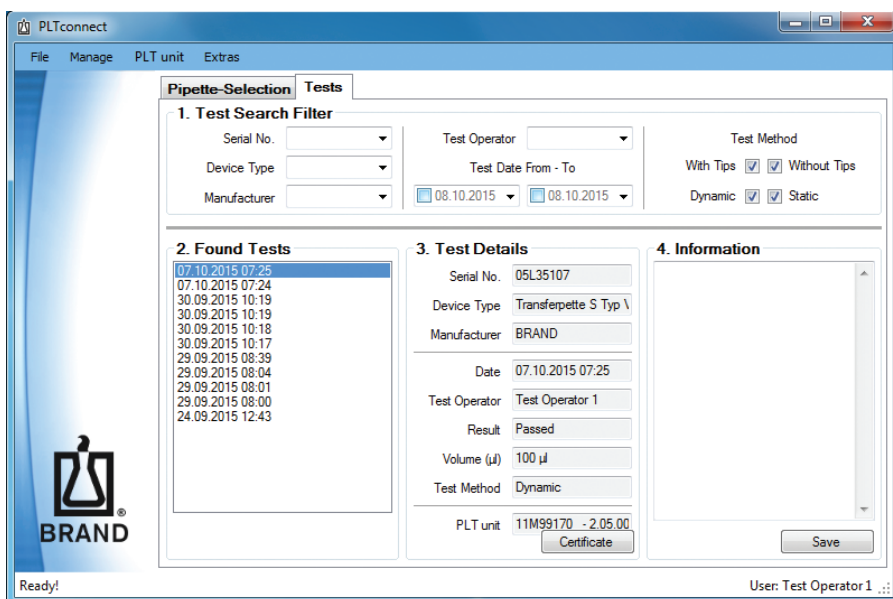 PLTconnect
File Manage PLT unit Extras
Pipette-Selection Tests
1. Test Search Filter
Serial No. Test Operator Test Method
Device Type Test Date From - To With Tips Without Tips
Manufacturer 08.10.2015 08.10.2015 Dynamic Static
2. Found Tests
07.10.2015 07:25
07.10.2015 07:24
30.09.2015 10:19
30.09.2015 10:19
30.09.2015 10:18
30.09.2015 10:17
29.09.2015 08:39
29.09.2015 08:04
29.09.2015 08:01
29.09.2015 08:00
24.09.2015 12:43
3. Test Details
Serial No. 05L35107
Device Type Transferpette S Typ
Manufacturer BRAND
Date 07.10.2015 07:25
Test Operator Test Operator 1
Result Passed
Volume (µl) 100 µl
Test Method Dynamic
PLT unit 11M99170 - 2.05.00
Certificate
4. Information
Save
BRAND®
Ready! User: Test Operator 1